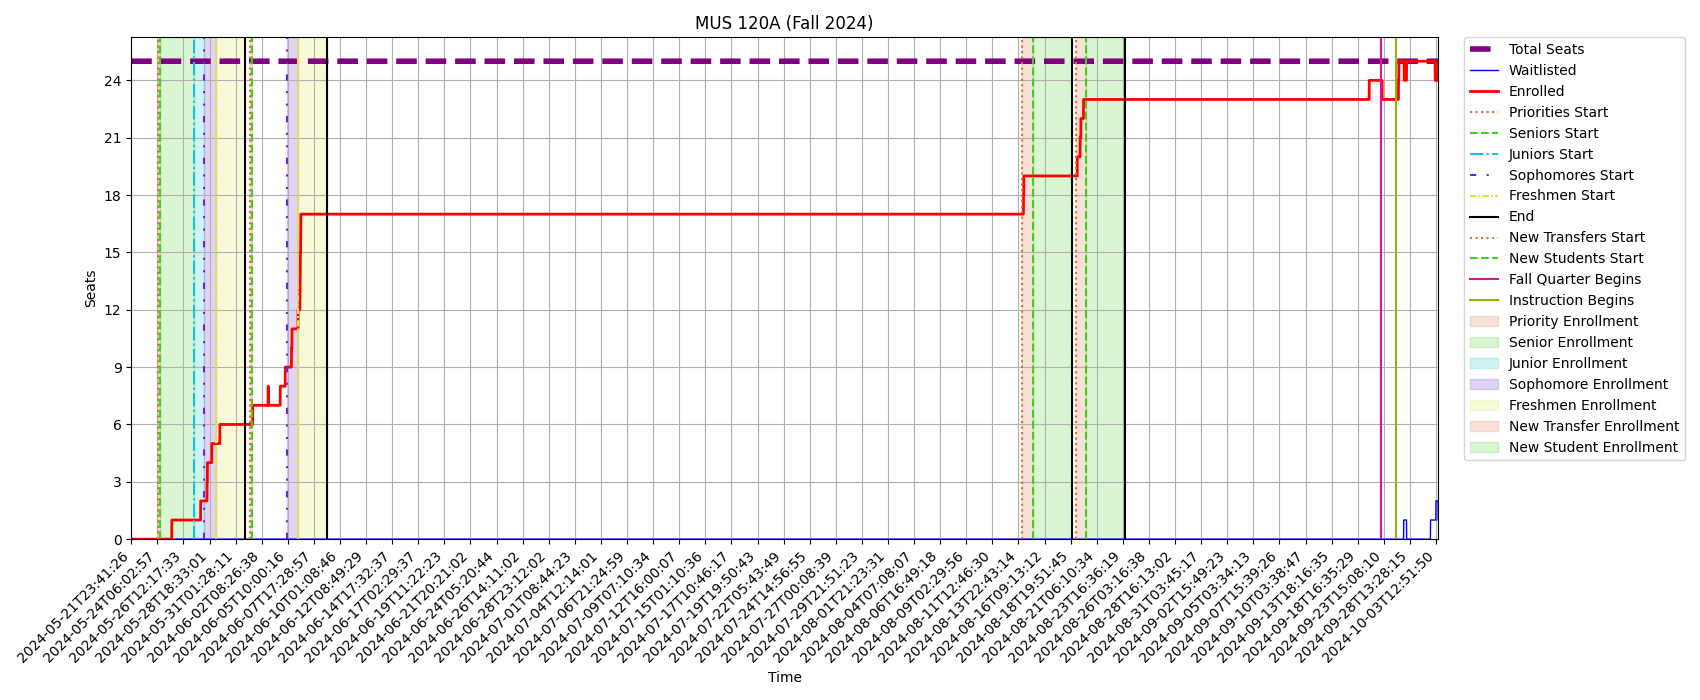 MUS 120A (Fall 2024)
Seats
24
21
18
15
12
9
6
3
0
2024-05-21T23:41:26
2024-05-24T06:02:57
2024-05-26T12:17:33
2024-05-28T18:33:01
2024-05-31T01:28:11
2024-06-02T08:26:38
2024-06-05T10:00:16
2024-06-07T17:28:57
2024-06-10T01:08:46
2024-06-12T08:49:29
2024-06-14T17:32:37
2024-06-17T02:29:37
2024-06-19T11:22:23
2024-06-21T20:21:02
2024-06-24T05:20:44
2024-06-26T14:11:02
2024-06-28T23:12:02
2024-07-01T08:44:23
2024-07-04T12:14:01
2024-07-06T21:24:59
2024-07-09T07:10:34
2024-07-12T16:00:07
2024-07-15T01:10:36
2024-07-17T10:46:17
2024-07-19T19:50:43
2024-07-22T05:43:49
2024-07-24T14:56:55
2024-07-27T00:08:39
2024-07-29T21:51:23
2024-08-01T21:23:31
2024-08-04T07:08:07
2024-08-06T16:49:18
2024-08-09T02:29:56
2024-08-11T12:46:30
2024-08-13T22:43:14
2024-08-16T09:13:12
2024-08-18T19:51:45
2024-08-21T06:10:34
2024-08-23T16:36:19
2024-08-26T03:16:38
2024-08-28T16:13:02
2024-08-31T03:45:17
2024-09-02T15:49:23
2024-09-05T03:34:13
2024-09-07T15:39:26
2024-09-10T03:38:47
2024-09-13T18:16:35
2024-09-18T16:35:29
2024-09-23T15:08:10
2024-09-28T13:28:15
2024-10-03T12:51:50
Time
Total Seats
Waitlisted
Enrolled
Priorities Start
Seniors Start
Juniors Start
Sophomores Start
Freshmen Start
End
New Transfers Start
New Students Start
Fall Quarter Begins
Instruction Begins
Priority Enrollment
Senior Enrollment
Junior Enrollment
Sophomore Enrollment
Freshmen Enrollment
New Transfer Enrollment
New Student Enrollment